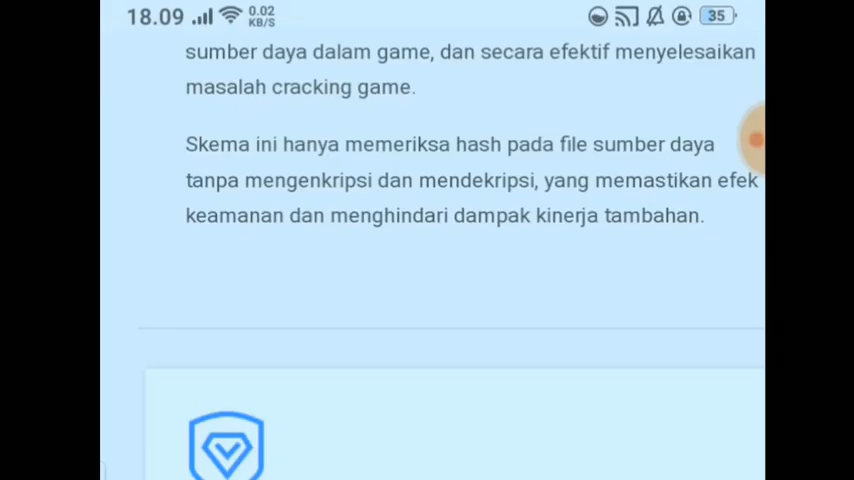 18.09 0.02 KB/S 35
sumber daya dalam game, dan secara efektif menyelesaikan
masalah cracking game.
Skema ini hanya memeriksa hash pada file sumber daya
tanpa mengenkripsi dan mendekripsi, yang memastikan efek
keamanan dan menghindari dampak kinerja tambahan.